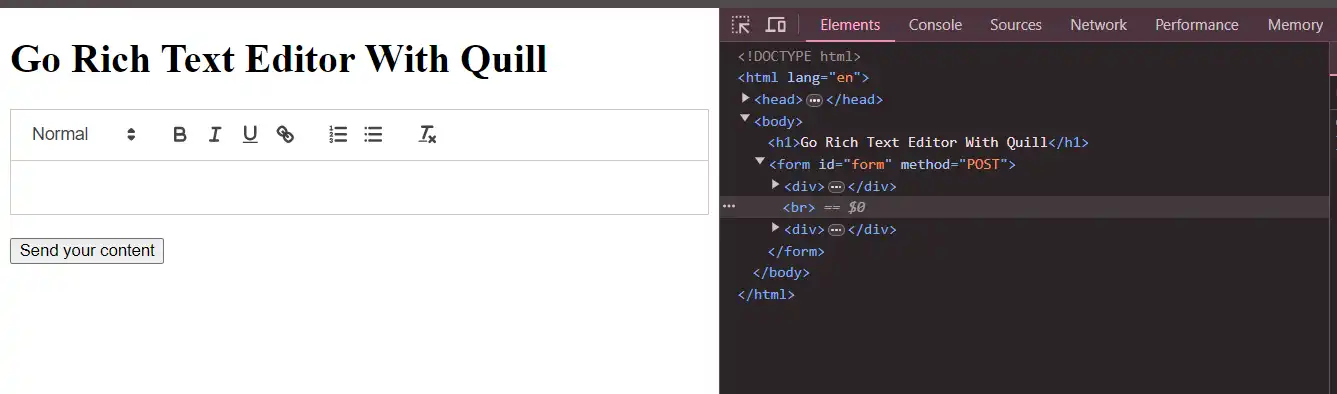 Go Rich Text Editor With Quill
Normal B I U
Send your content
Elements Console Sources Network Performance Memory
<!DOCTYPE html>
<html lang="en">
<head> ••• </head>
<body>
<h1>Go Rich Text Editor With Quill</h1>
<form id="form" method="POST">
<div> ••• </div>
••• <br> == $0
<div> ••• </div>
</form>
</body>
</html>